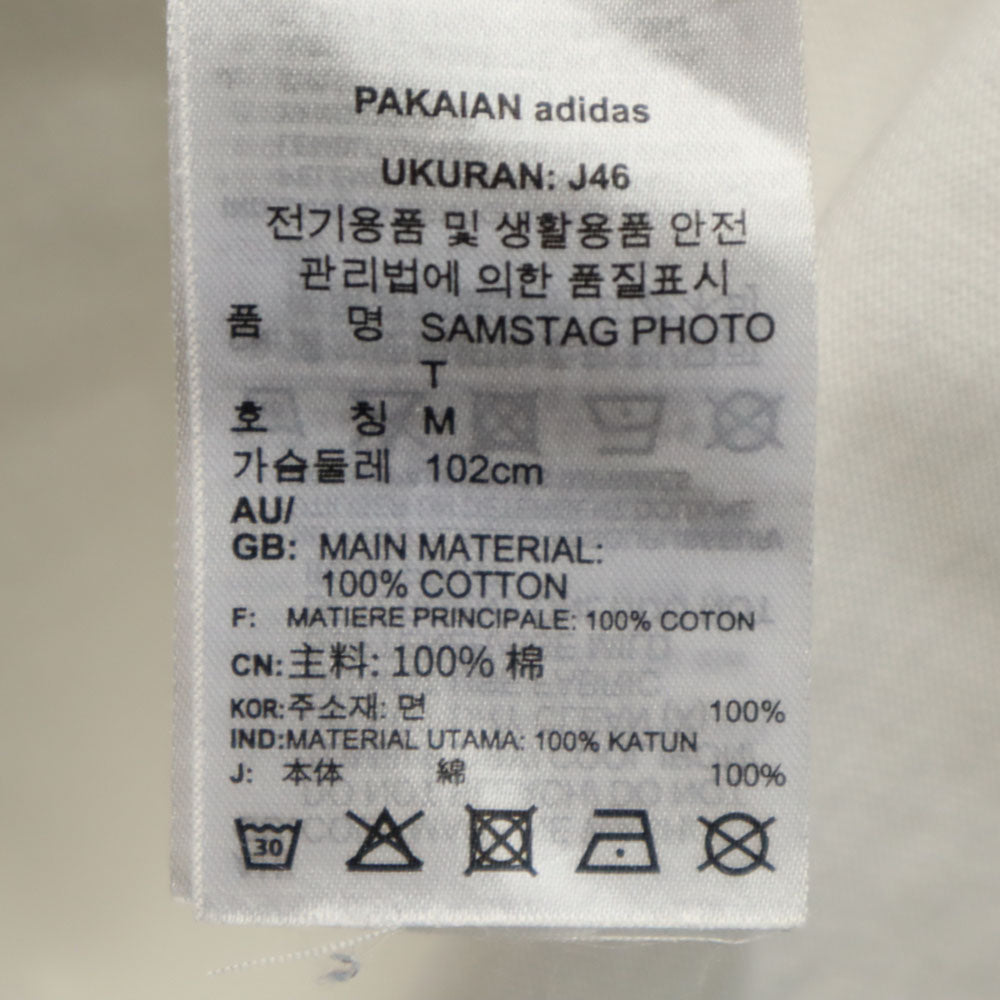 PAKAIAN adidas
UKURAN: J46
전기용품 및 생활용품 안전
관리법에 의한 품질표시
품 명 SAMSTAG PHOTO
T
호 칭 M
가슴둘레 102cm
AU/
GB: MAIN MATERIAL:
100% COTTON
F: MATIERE PRINCIPALE: 100% COTON
CN: 主料: 100% 棉
KOR: 주소재: 면 100%
IND: MATERIAL UTAMA: 100% KATUN
J: 本体 綿 100%
30